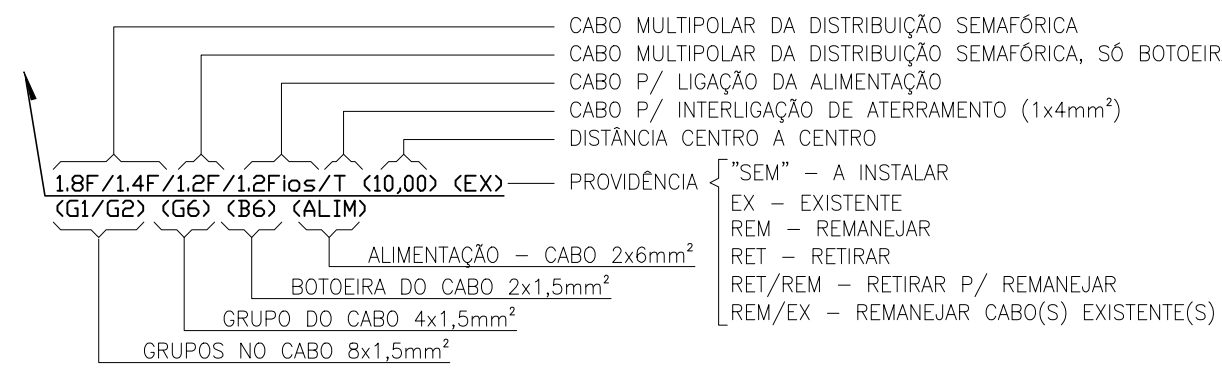 CABO MULTIPOLAR DA DISTRIBUIÇÃO SEMAFÓRICA
CABO MULTIPOLAR DA DISTRIBUIÇÃO SEMAFÓRICA, SÓ BOTOEIR
CABO P/ LIGAÇÃO DA ALIMENTAÇÃO
CABO P/ INTERLIGAÇÃO DE ATERRAMENTO (1x4mm²)
DISTÂNCIA CENTRO A CENTRO
1.8F/1.4F/1.2F/1.2Fios/T (10,00) (EX)
(G1/G2) (G6) (B6) (ALIM)
PROVIDÊNCIA
"SEM" – A INSTALAR
EX – EXISTENTE
REM – REMANEJAR
RET – RETIRAR
RET/REM – RETIRAR P/ REMANEJAR
REM/EX – REMANEJAR CABO(S) EXISTENTE(S)
ALIMENTAÇÃO – CABO 2x6mm²
BOTOEIRA DO CABO 2x1,5mm²
GRUPO DO CABO 4x1,5mm²
GRUPOS NO CABO 8x1,5mm²